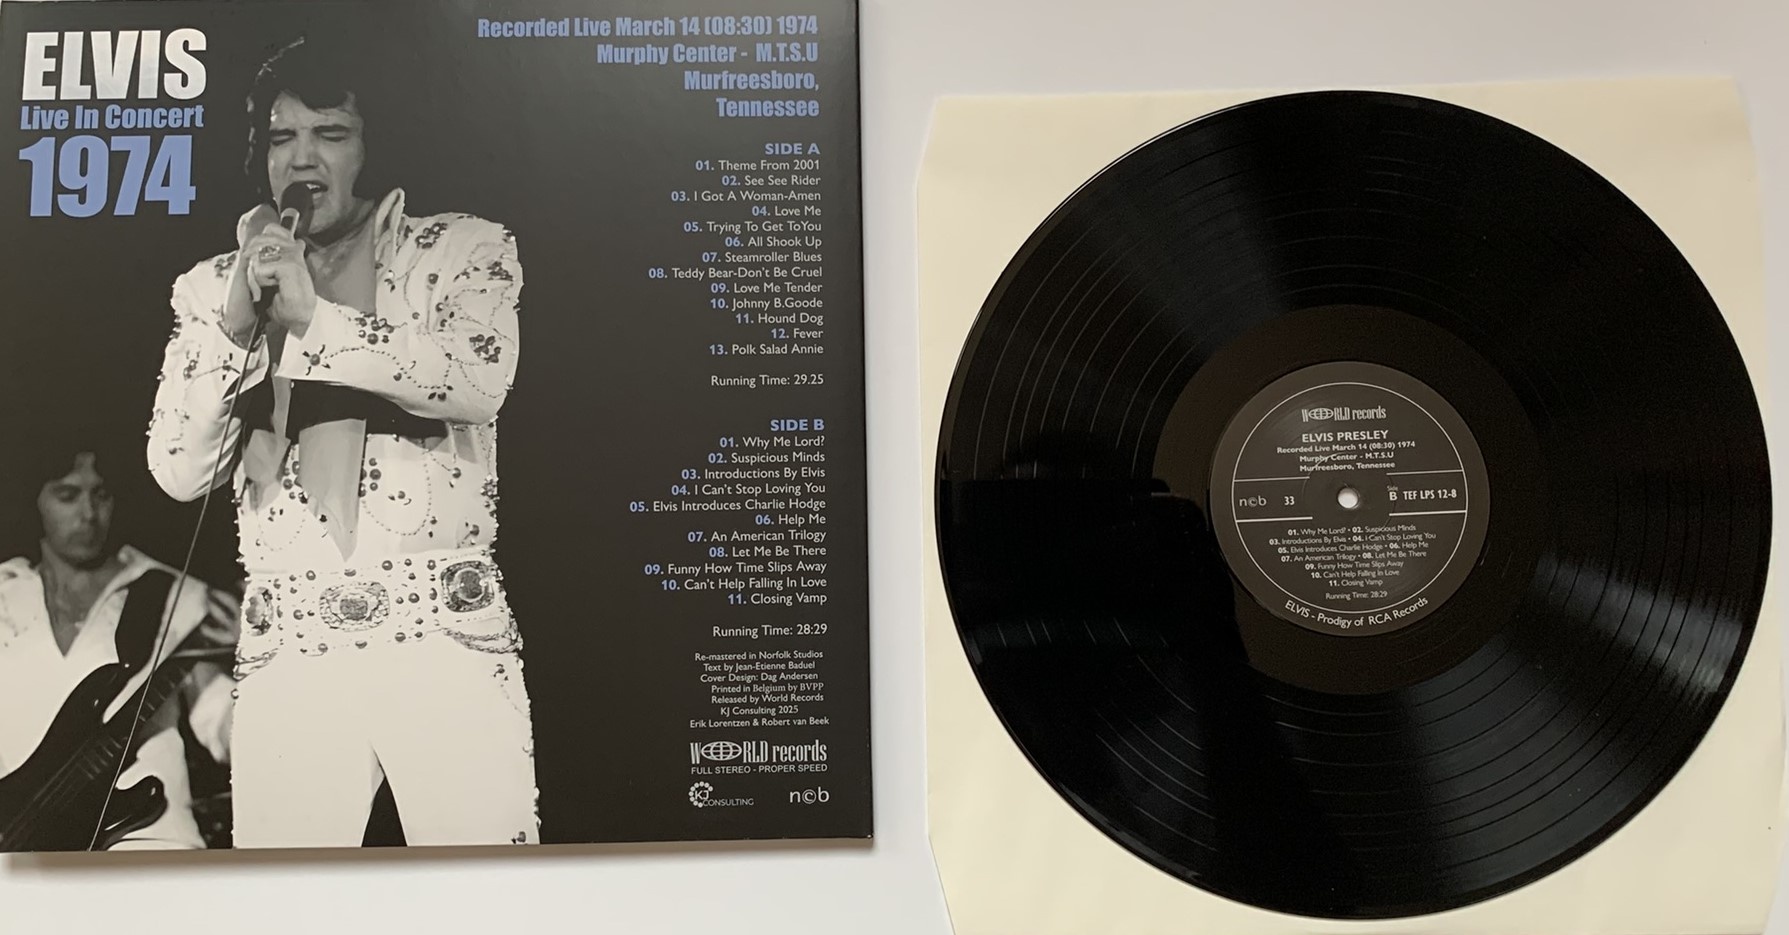 ELVIS
Live In Concert
1974
Recorded Live March 14 (08:30) 1974
Murphy Center - M.T.S.U
Murfreesboro,
Tennessee
SIDE A
01. Theme From 2001
02. See See Rider
03. I Got A Woman-Amen
04. Love Me
05. Trying To Get To You
06. All Shook Up
07. Steamroller Blues
08. Teddy Bear-Don't Be Cruel
09. Love Me Tender
10. Johnny B.Goode
11. Hound Dog
12. Fever
13. Polk Salad Annie
Running Time: 29.25
SIDE B
01. Why Me Lord?
02. Suspicious Minds
03. Introductions By Elvis
04. I Can't Stop Loving You
05. Elvis Introduces Charlie Hodge
06. Help Me
07. An American Trilogy
08. Let Me Be There
09. Funny How Time Slips Away
10. Can't Help Falling In Love
11. Closing Vamp
Running Time: 28:29
Re-mastered in Norfolk Studios
Text by Jean-Etienne Baduel
Cover Design: Dag Andersen
Printed in Belgium by BVPP
Released by World Records
KJ Consulting 2025
Erik Lorentzen & Robert van Beek
WORLD records
FULL STEREO - PROPER SPEED
KJ CONSULTING
n©b
WORLD records
ELVIS PRESLEY
Recorded Live March 14 (08:30) 1974
Murphy Center - M.T.S.U
Murfreesboro, Tennessee
n©b 33
Side
B TEF LPS 12-8
01. Why Me Lord? • 02. Suspicious Minds
03. Introductions By Elvis • 04. I Can't Stop Loving You
05. Elvis Introduces Charlie Hodge • 06. Help Me
07. An American Trilogy • 08. Let Me Be There
09. Funny How Time Slips Away
10. Can't Help Falling In Love
11. Closing Vamp
Running Time: 28:29
ELVIS - Prodigy of RCA Records